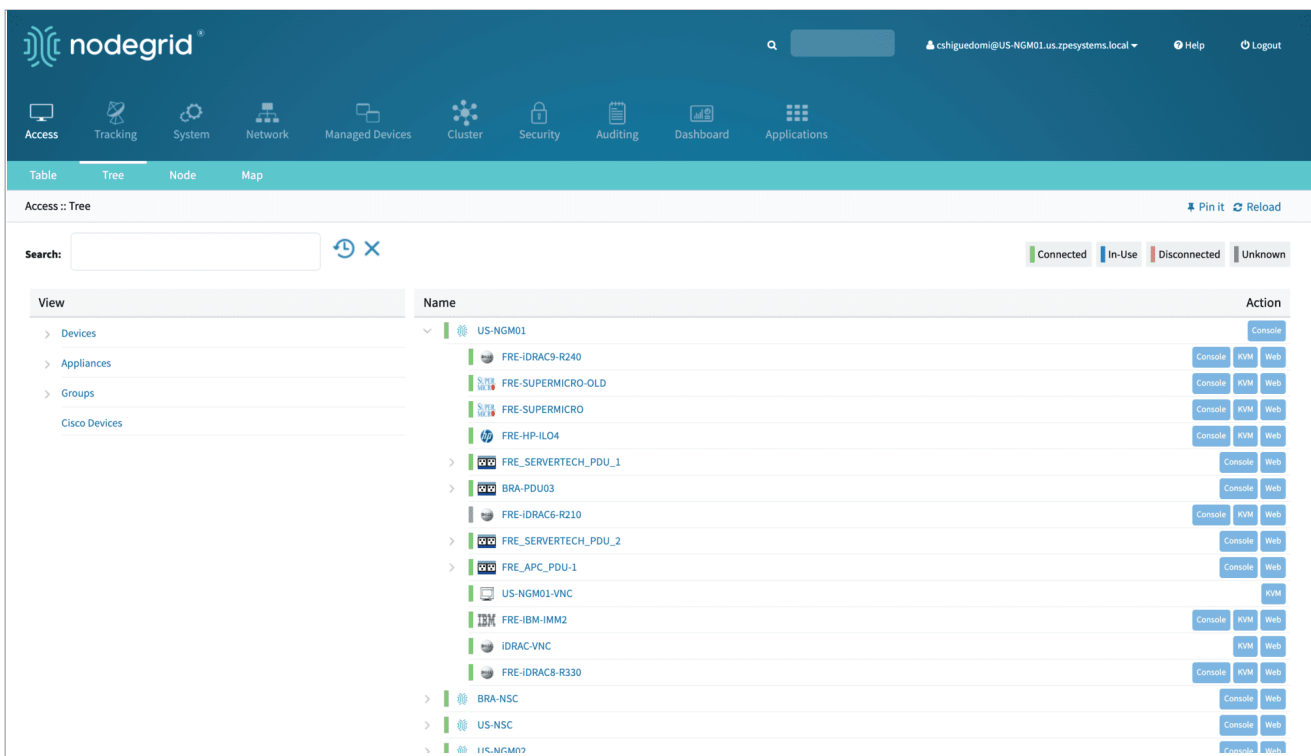 nodegrid®
cshiguedomi@US-NGM01.us.zpesystems.local
Help
Logout
Access
Tracking
System
Network
Managed Devices
Cluster
Security
Auditing
Dashboard
Applications
Table
Tree
Node
Map
Access :: Tree
Pin it
Reload
Search:
Connected
In-Use
Disconnected
Unknown
View
Devices
Appliances
Groups
Cisco Devices
Name Action
US-NGM01 Console
FRE-iDRAC9-R240 Console KVM Web
SUPER MICRO FRE-SUPERMICRO-OLD Console KVM Web
SUPER MICRO FRE-SUPERMICRO Console KVM Web
hp FRE-HP-ILO4 Console KVM Web
FRE_SERVERTECH_PDU_1 Console Web
BRA-PDU03 Console Web
FRE-iDRAC6-R210 Console KVM Web
FRE_SERVERTECH_PDU_2 Console Web
FRE_APC_PDU-1 Console Web
US-NGM01-VNC KVM
IBM FRE-IBM-IMM2 Console KVM Web
iDRAC-VNC KVM Web
FRE-iDRAC8-R330 Console KVM Web
BRA-NSC Console Web
US-NSC Console Web
US-NGM02 Console Web